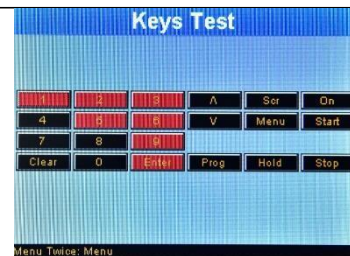 Keys Test
1 2 3 Λ Scr On
4 5 6 V Menu Start
7 8 9
Clear 0 Enter Prog Hold Stop
Menu Twice: Menu